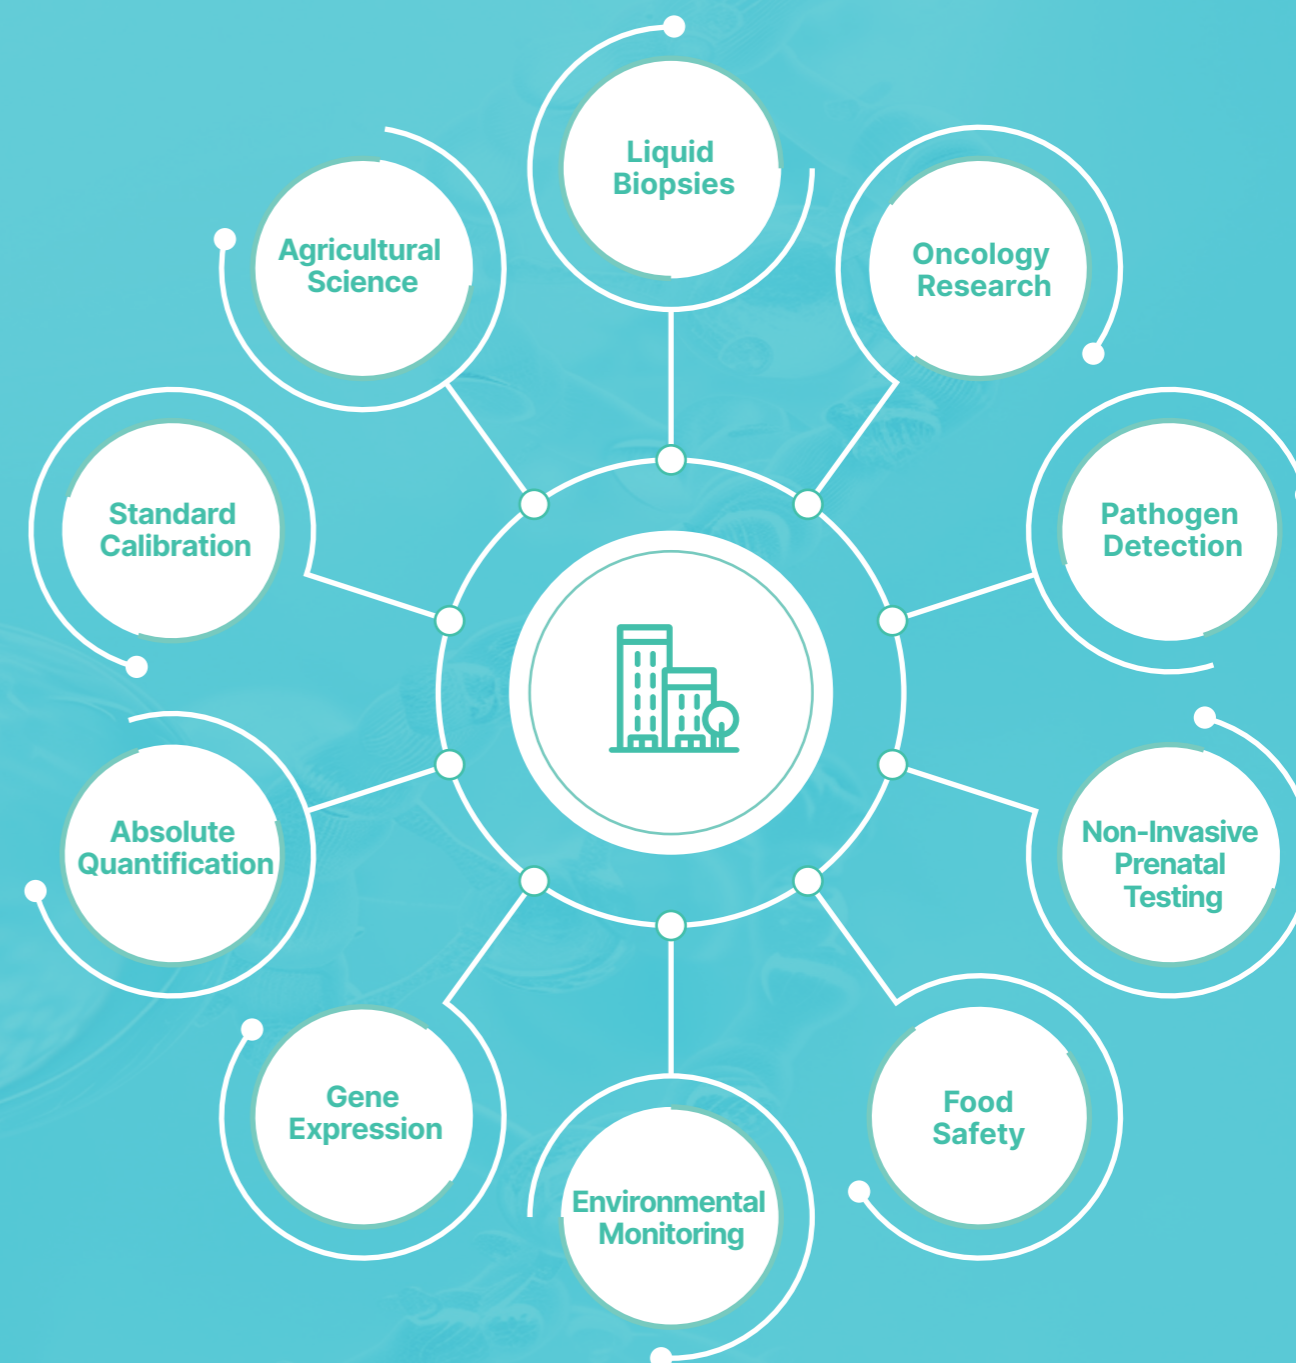 Liquid
Biopsies
Oncology
Research
Pathogen
Detection
Non-Invasive
Prenatal
Testing
Food
Safety
Environmental
Monitoring
Gene
Expression
Absolute
Quantification
Standard
Calibration
Agricultural
Science